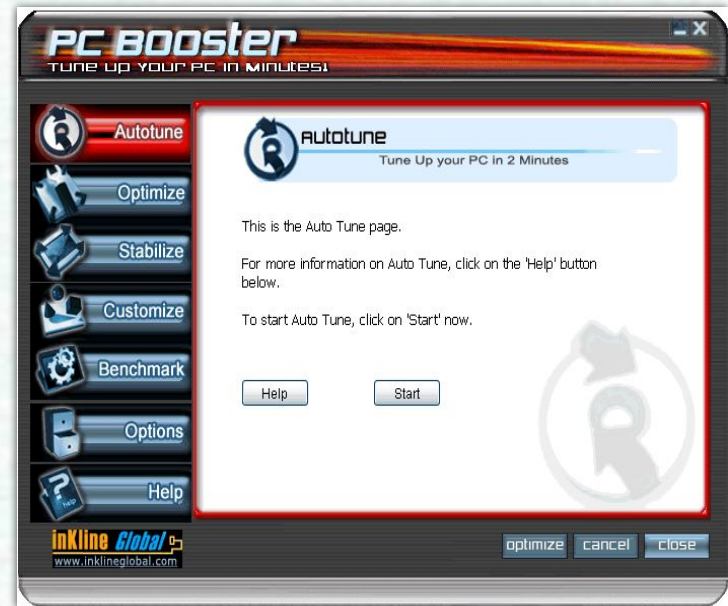 PC BOOSTER
TUNE UP YOUR PC IN MINUTES!
Autotune
Optimize
Stabilize
Customize
Benchmark
Options
help
Help
AUTOTUNE
Tune Up your PC in 2 Minutes
This is the Auto Tune page.
For more information on Auto Tune, click on the 'Help' button
below.
To start Auto Tune, click on 'Start' now.
Help Start
inKline Global
www.inklineglobal.com
optimize cancel close